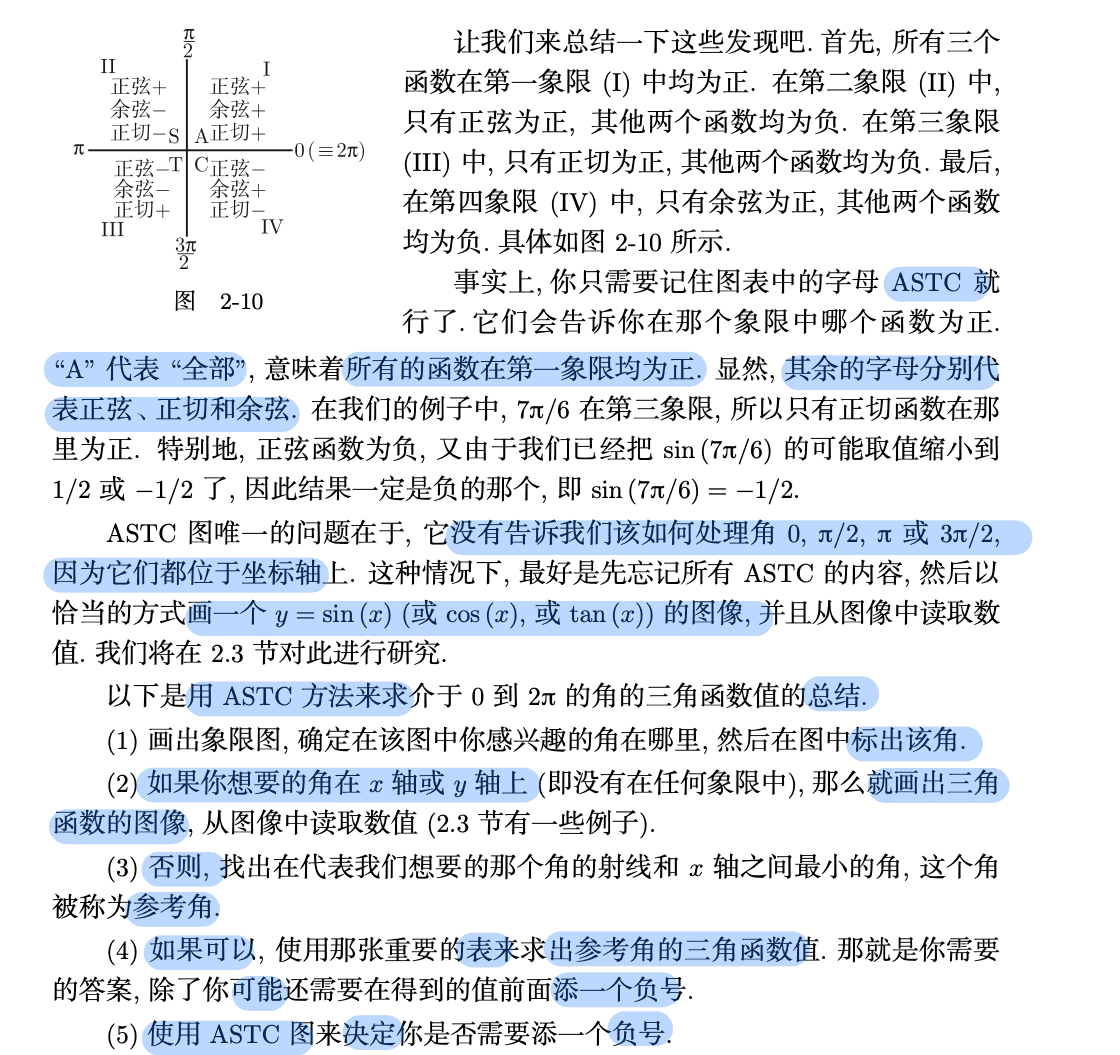 π/2
II
I
正弦+
正弦+
余弦−
余弦+
正切−S
A正切+
π
0(≡2π)
正弦−T
C正弦−
余弦−
余弦+
正切+
正切−
III
IV
3π/2
图 2-10
让我们来总结一下这些发现吧. 首先, 所有三个
函数在第一象限 (I) 中均为正. 在第二象限 (II) 中,
只有正弦为正, 其他两个函数均为负. 在第三象限
(III) 中, 只有正切为正, 其他两个函数均为负. 最后,
在第四象限 (IV) 中, 只有余弦为正, 其他两个函数
均为负. 具体如图 2-10 所示.
事实上, 你只需要记住图表中的字母 ASTC 就
行了. 它们会告诉你在那个象限中哪个函数为正.
“A” 代表 “全部”, 意味着所有的函数在第一象限均为正. 显然, 其余的字母分别代
表正弦、正切和余弦. 在我们的例子中, 7π/6 在第三象限, 所以只有正切函数在那
里为正. 特别地, 正弦函数为负, 又由于我们已经把 sin (7π/6) 的可能取值缩小到
1/2 或 −1/2 了, 因此结果一定是负的那个, 即 sin (7π/6) = −1/2.
ASTC 图唯一的问题在于, 它没有告诉我们该如何处理角 0, π/2, π 或 3π/2,
因为它们都位于坐标轴上. 这种情况下, 最好是先忘记所有 ASTC 的内容, 然后以
恰当的方式画一个 y = sin (x) (或 cos (x), 或 tan (x)) 的图像, 并且从图像中读取数
值. 我们将在 2.3 节对此进行研究.
以下是用 ASTC 方法来求介于 0 到 2π 的角的三角函数值的总结.
(1) 画出象限图, 确定在该图中你感兴趣的角在哪里, 然后在图中标出该角.
(2) 如果你想要的角在 x 轴或 y 轴上 (即没有在任何象限中), 那么就画出三角
函数的图像, 从图像中读取数值 (2.3 节有一些例子).
(3) 否则, 找出在代表我们想要的那个角的射线和 x 轴之间最小的角, 这个角
被称为参考角.
(4) 如果可以, 使用那张重要的表来求出参考角的三角函数值. 那就是你需要
的答案, 除了你可能还需要在得到的值前面添一个负号.
(5) 使用 ASTC 图来决定你是否需要添一个负号.